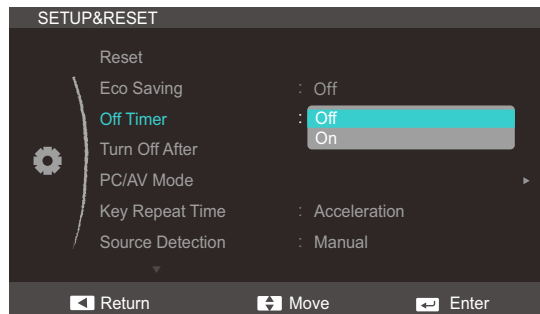 SETUP&RESET
Reset
Eco Saving : Off
Off Timer : Off
On
Turn Off After
PC/AV Mode
Key Repeat Time : Acceleration
Source Detection : Manual
Return Move Enter